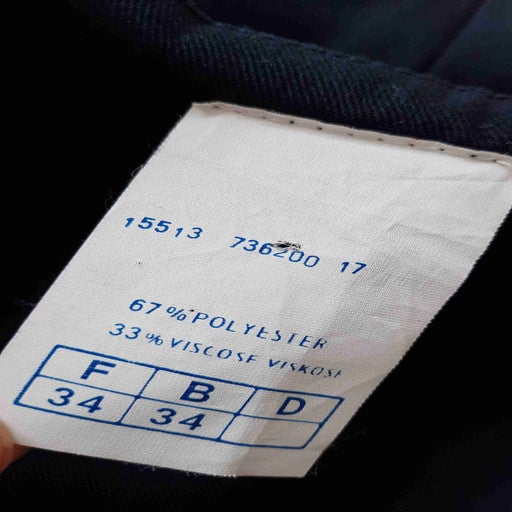 15513 736200 17
67% POLYESTER
33% VISCOSE VISKOSE
F B D
34 34